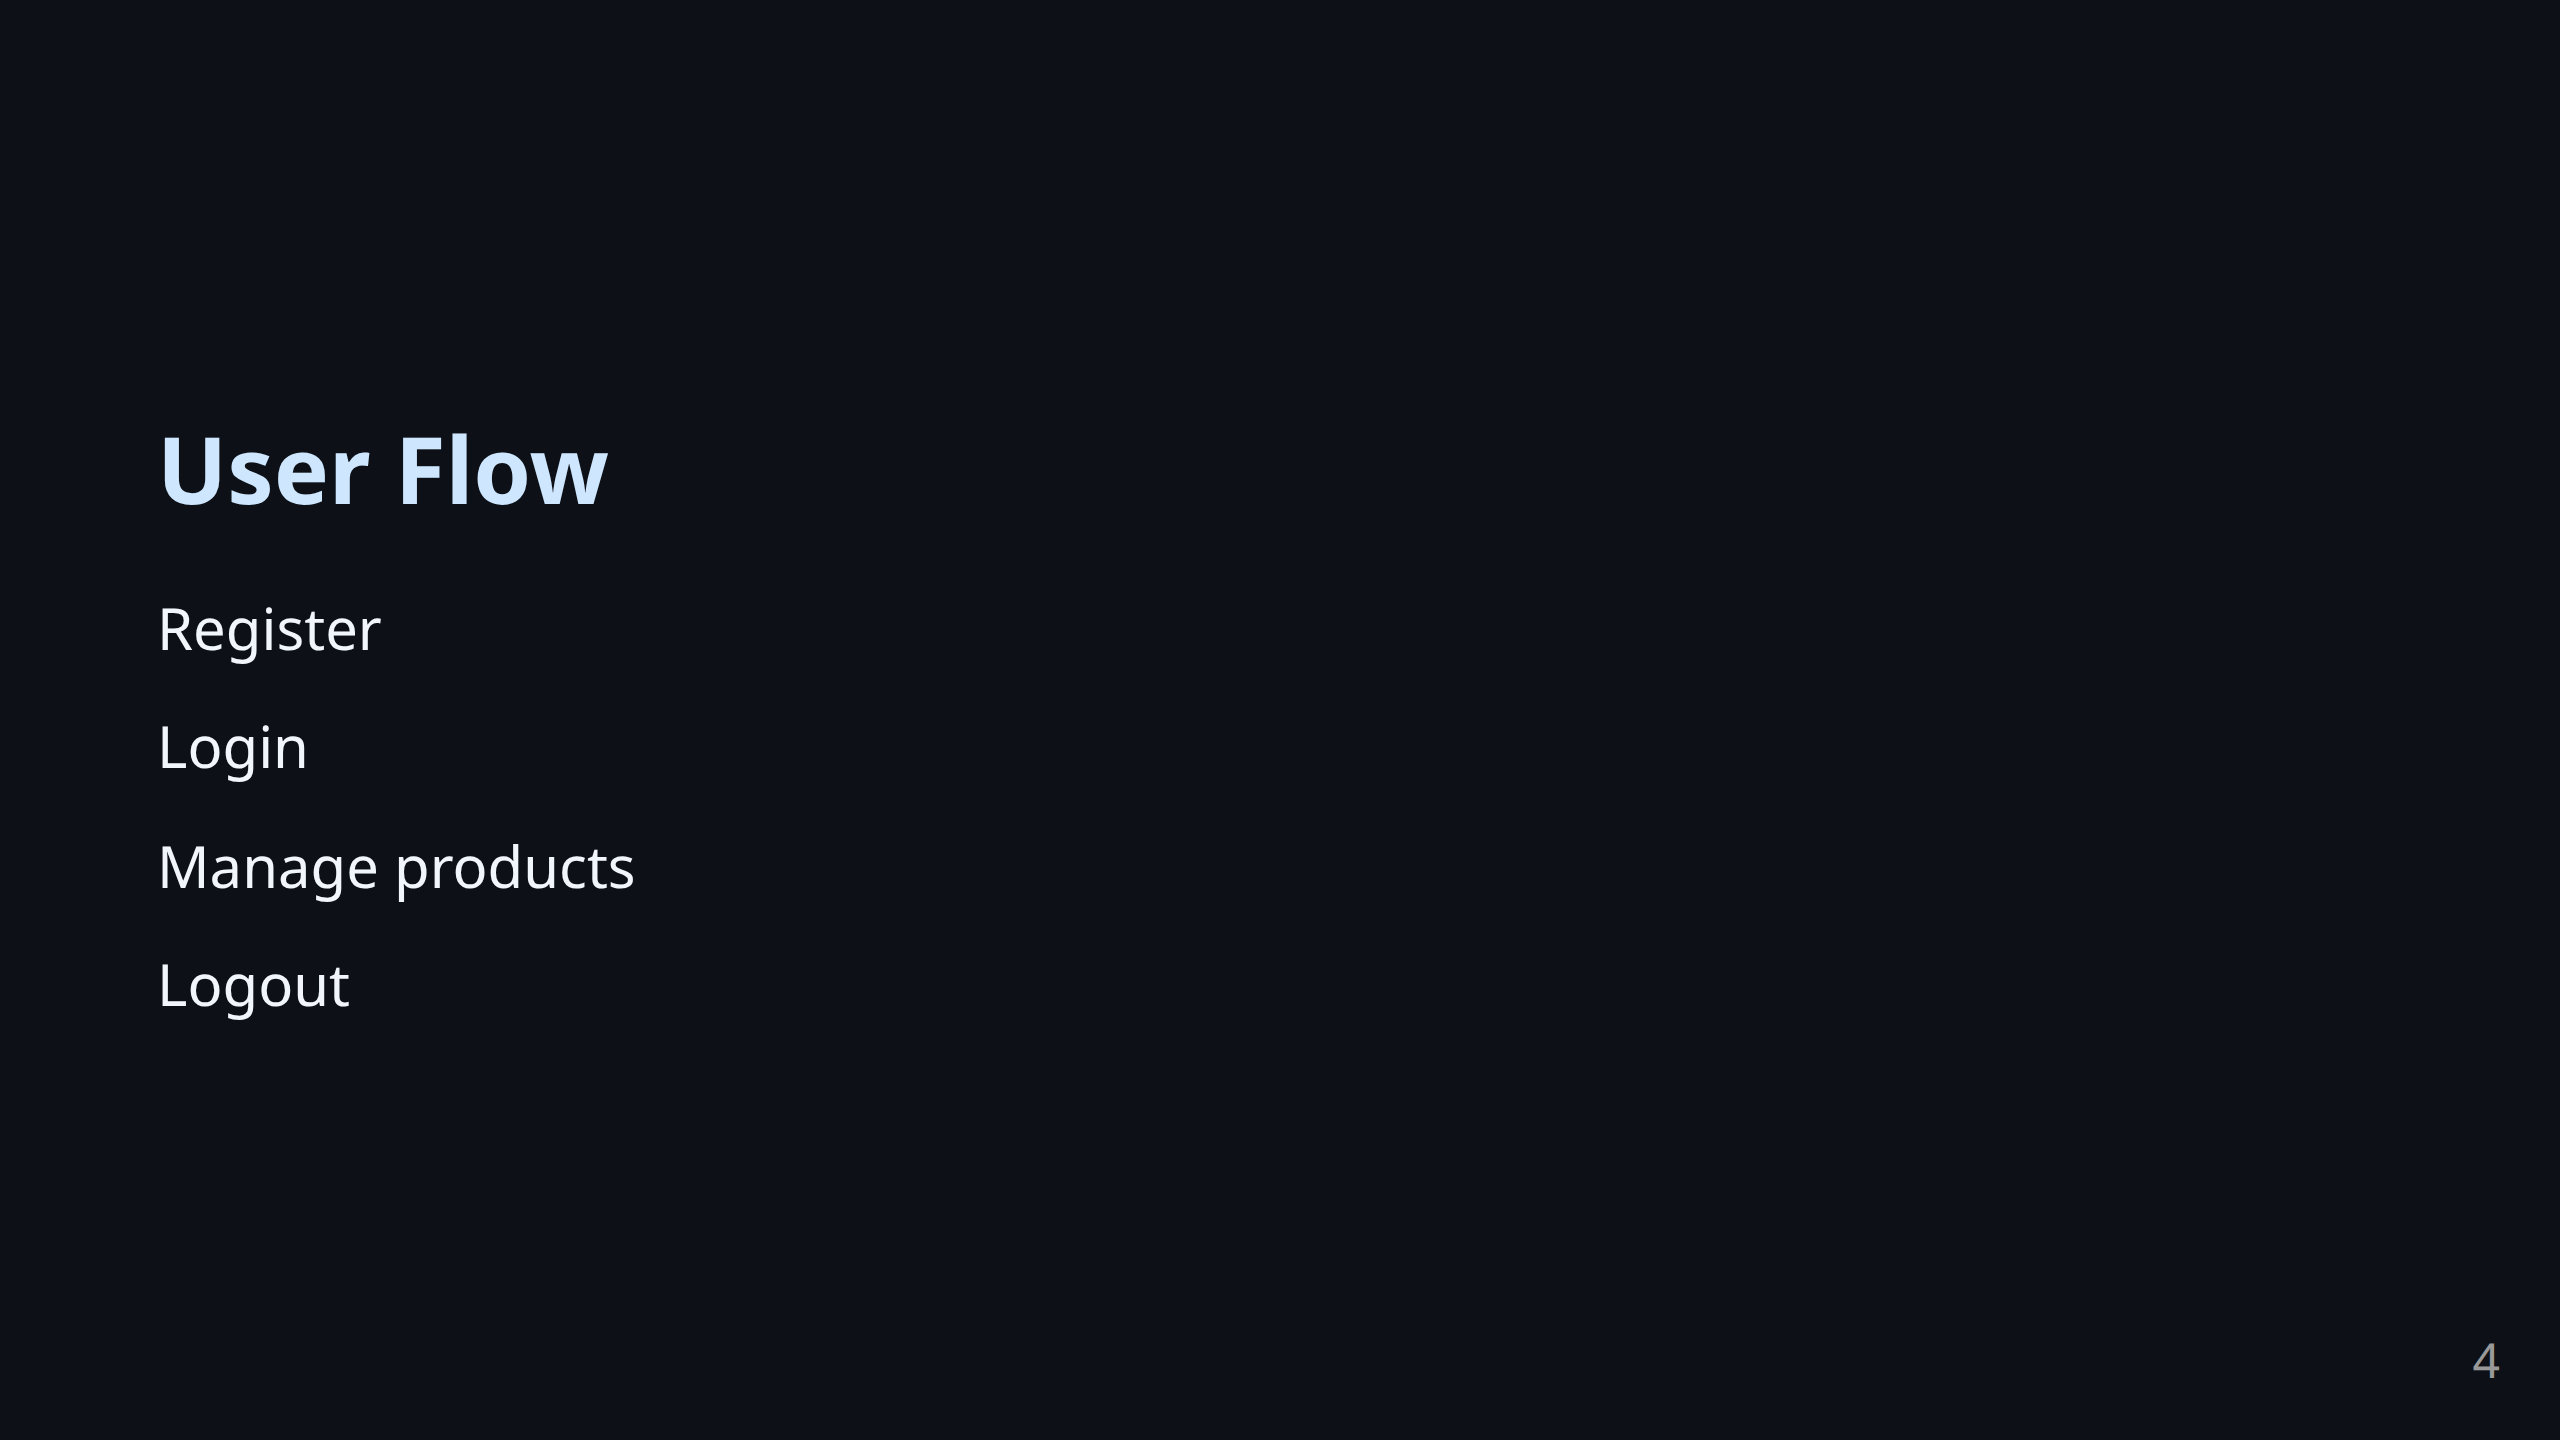 User Flow
Register
Login
Manage products
Logout
4